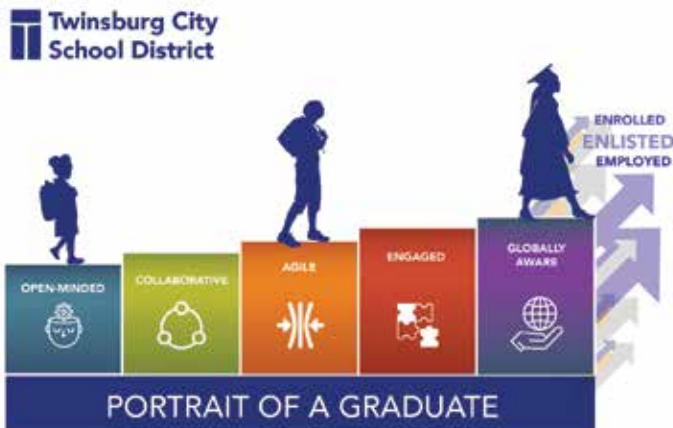 Twinsburg City
School District
ENROLLED
ENLISTED
EMPLOYED
OPEN-MINDED
COLLABORATIVE
AGILE
ENGAGED
GLOBALLY
AWARE
PORTRAIT OF A GRADUATE